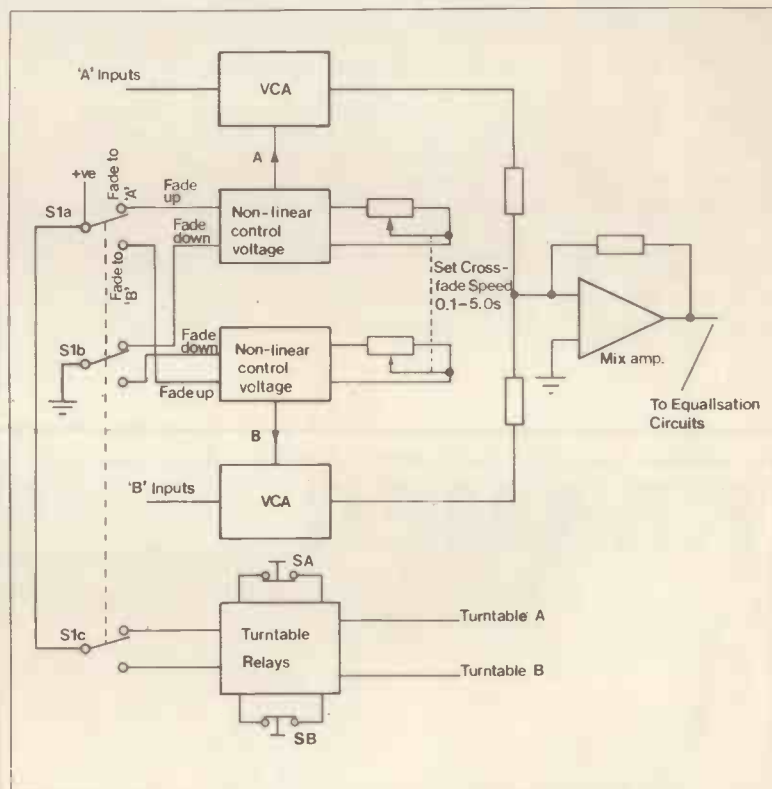 'A' Inputs
VCA
A
+ve
Fade to
'A'
S1a
Fade
up
Fade
down
Non-linear
control
voltage
Fade to
'B'
Set Cross-
fade Speed
0.1-5.0s
S1b
Fade
down
Fade up
Non-linear
control
voltage
Mix amp.
To Equalisation
Circuits
B
'B' Inputs
VCA
SA
S1c
Turntable
Relays
Turntable A
Turntable B
SB